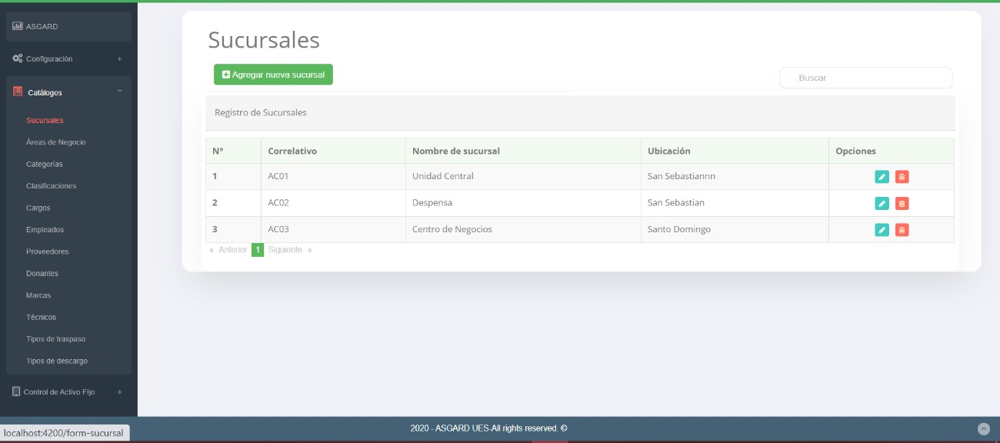 ASGARD
Configuración +
Catálogos −
Sucursales
Áreas de Negocio
Categorías
Clasificaciones
Cargos
Empleados
Proveedores
Donantes
Marcas
Técnicos
Tipos de traspaso
Tipos de descargo
Control de Activo FIjo +
Sucursales
Agregar nueva sucursal
Buscar
Registro de Sucursales
N° Correlativo Nombre de sucursal Ubicación Opciones
1 AC01 Unidad Central San Sebastiannn
2 AC02 Despensa San Sebastian
3 AC03 Centro de Negocios Santo Domingo
« Anterior 1 Siguiente »
2020 - ASGARD UES-All rights reserved. ©
localhost:4200/form-sucursal